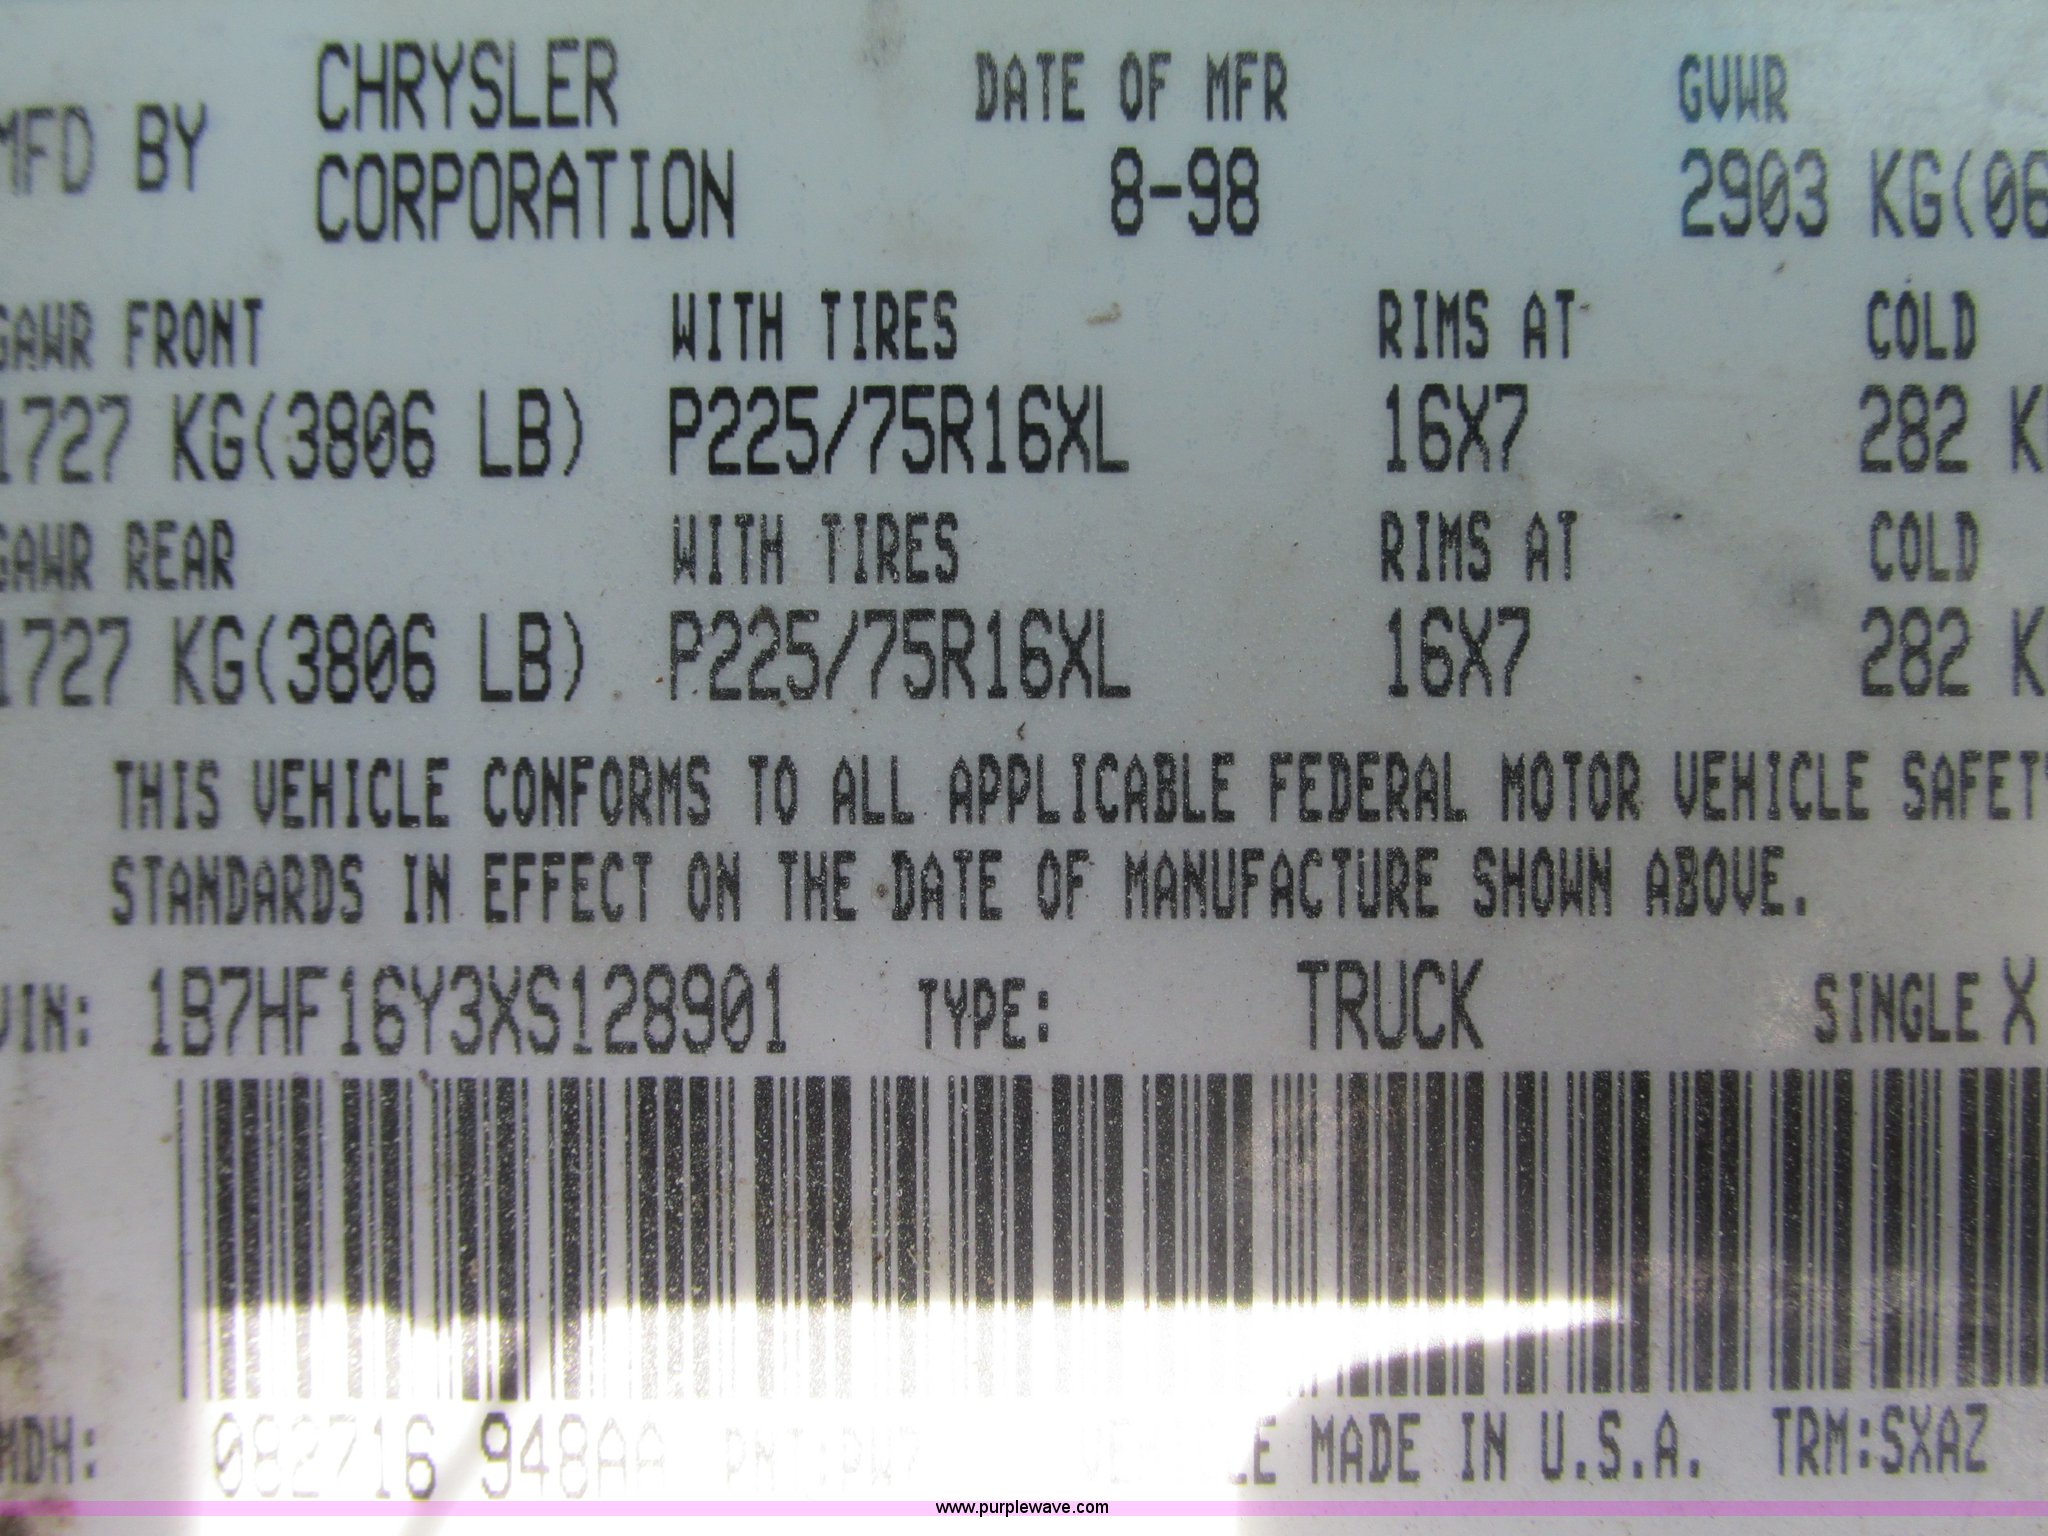 MFD BY CHRYSLER CORPORATION DATE OF MFR 8-98 GVWR 2903 KG(06
GAWR FRONT WITH TIRES RIMS AT COLD
1727 KG(3806 LB) P225/75R16XL 16X7 282 K
GAWR REAR WITH TIRES RIMS AT COLD
1727 KG(3806 LB) P225/75R16XL 16X7 282 K
THIS VEHICLE CONFORMS TO ALL APPLICABLE FEDERAL MOTOR VEHICLE SAFETY
STANDARDS IN EFFECT ON THE DATE OF MANUFACTURE SHOWN ABOVE.
VIN: 1B7HF16Y3XS128901 TYPE: TRUCK SINGLE X
MDH: 082716 948AA PNT:PW7 VEHICLE MADE IN U.S.A. TRM:SXAZ
www.purplewave.com